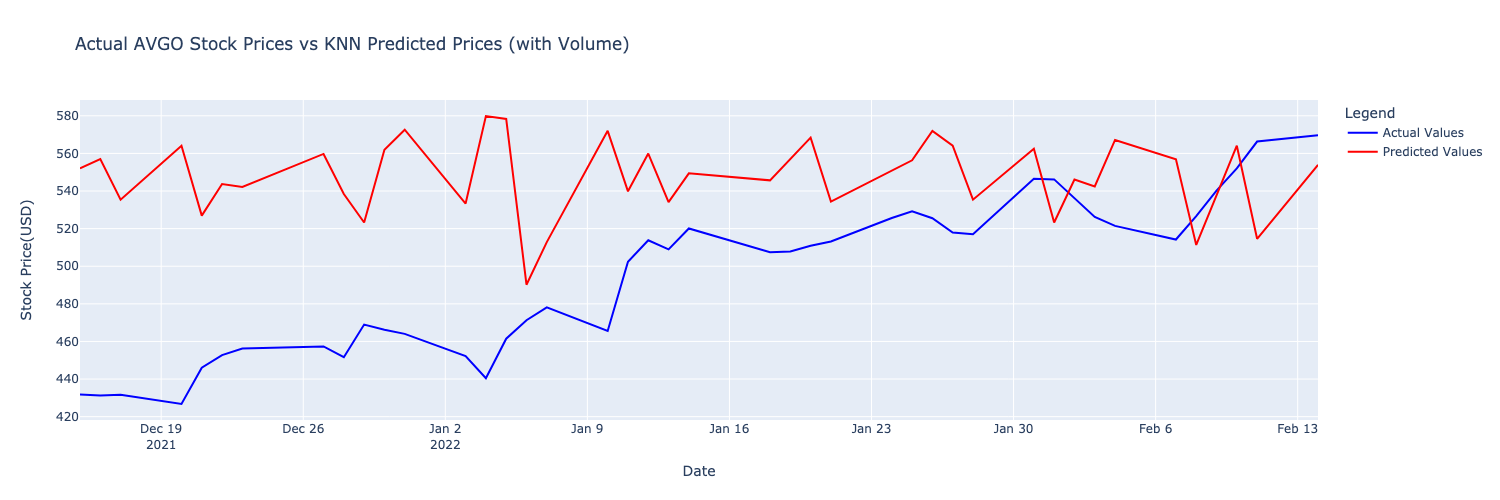 Actual AVGO Stock Prices vs KNN Predicted Prices (with Volume)
Legend
Actual Values
Predicted Values
Stock Price(USD)
580
560
540
520
500
480
460
440
420
Dec 19
2021
Dec 26
Jan 2
2022
Jan 9
Jan 16
Jan 23
Jan 30
Feb 6
Feb 13
Date